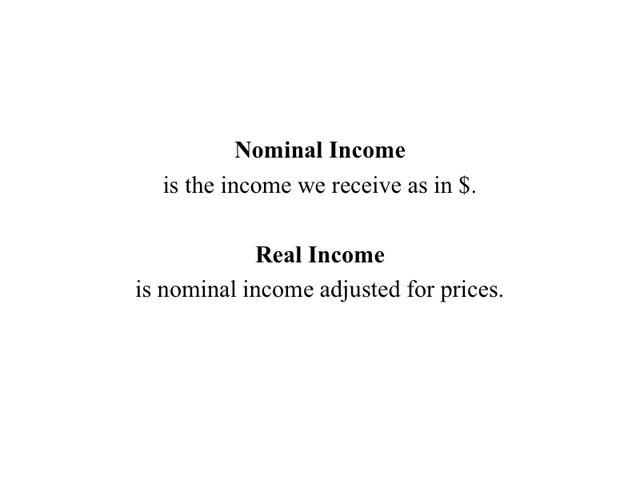 Nominal Income
is the income we receive as in $.
Real Income
is nominal income adjusted for prices.